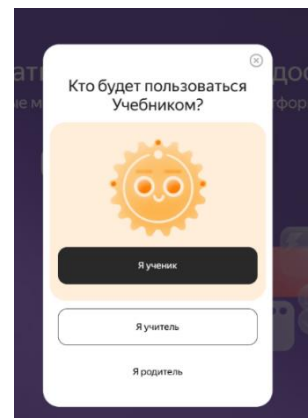 Кто будет пользоваться
Учебником?
Я ученик
Я учитель
Я родитель